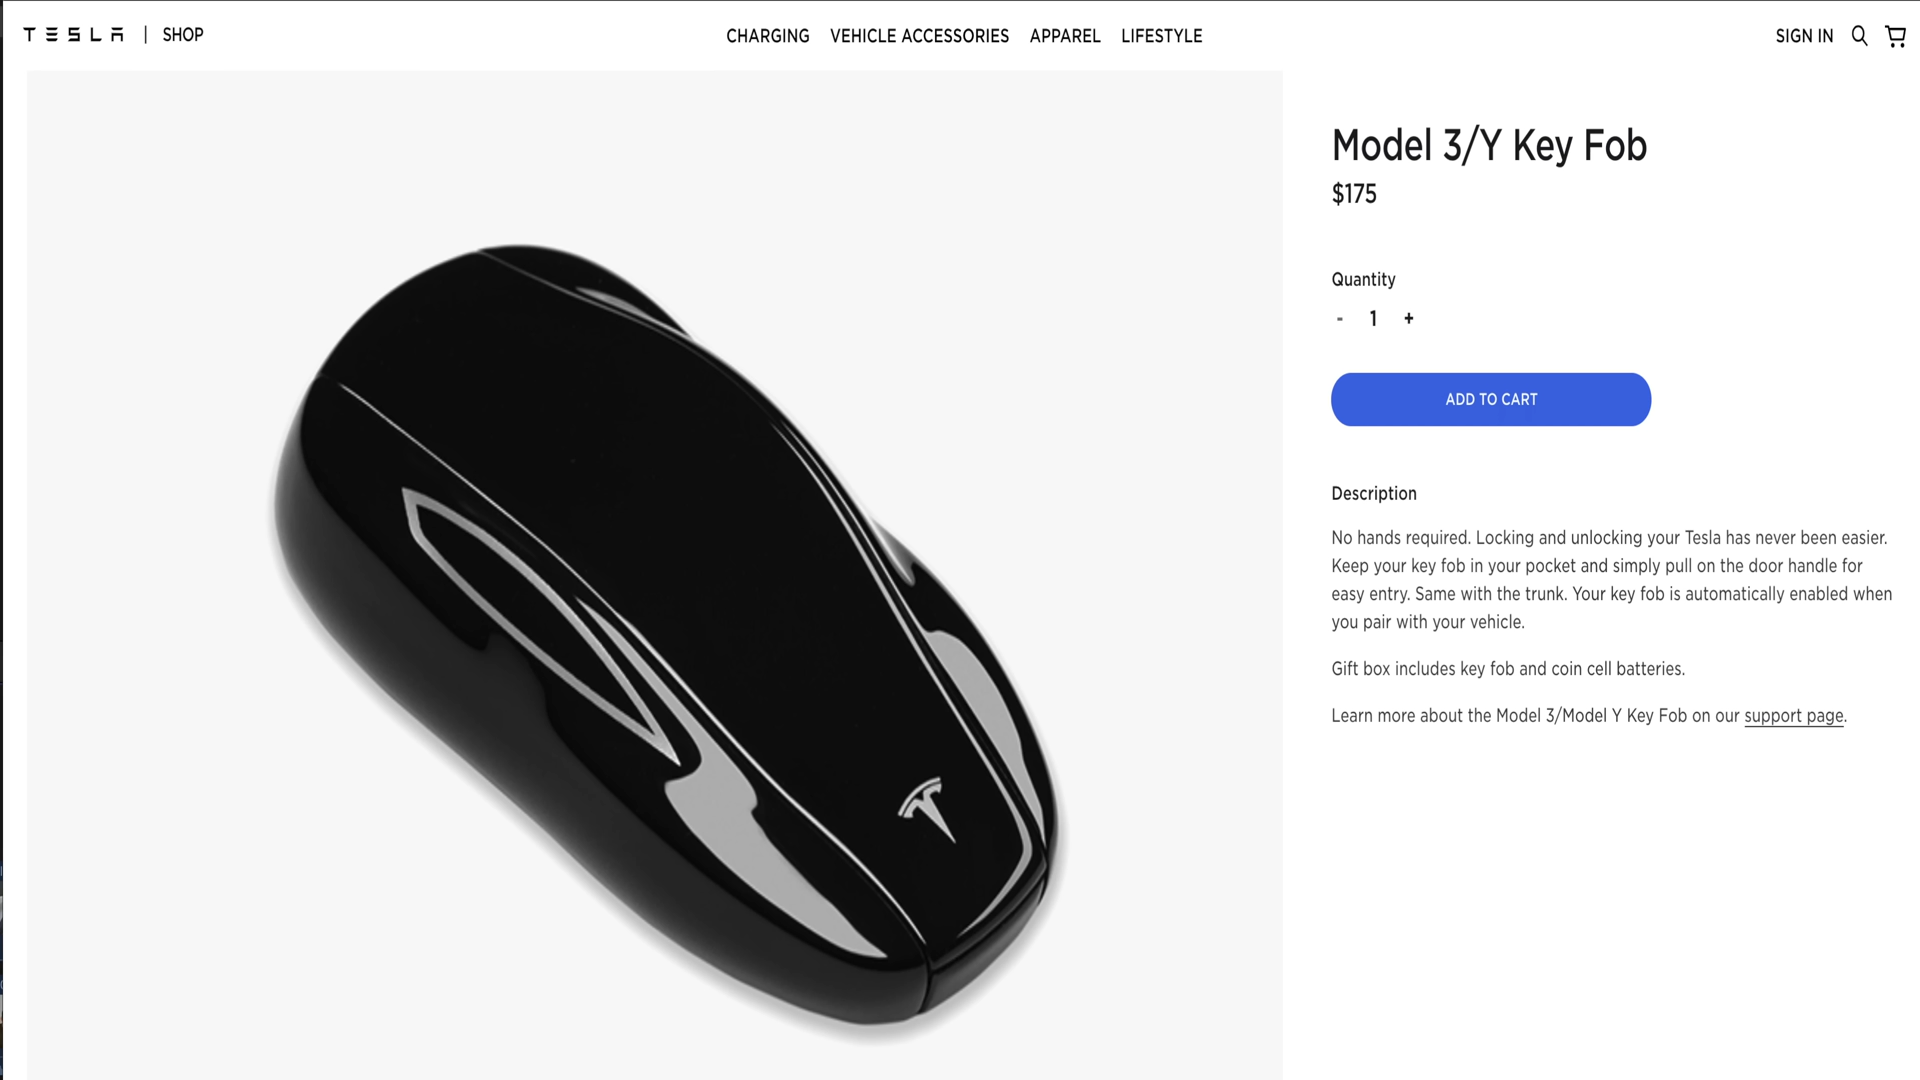 TESLA | SHOP
CHARGING VEHICLE ACCESSORIES APPAREL LIFESTYLE
SIGN IN
Model 3/Y Key Fob
$175
Quantity
- 1 +
ADD TO CART
Description
No hands required. Locking and unlocking your Tesla has never been easier.
Keep your key fob in your pocket and simply pull on the door handle for
easy entry. Same with the trunk. Your key fob is automatically enabled when
you pair with your vehicle.
Gift box includes key fob and coin cell batteries.
Learn more about the Model 3/Model Y Key Fob on our support page.